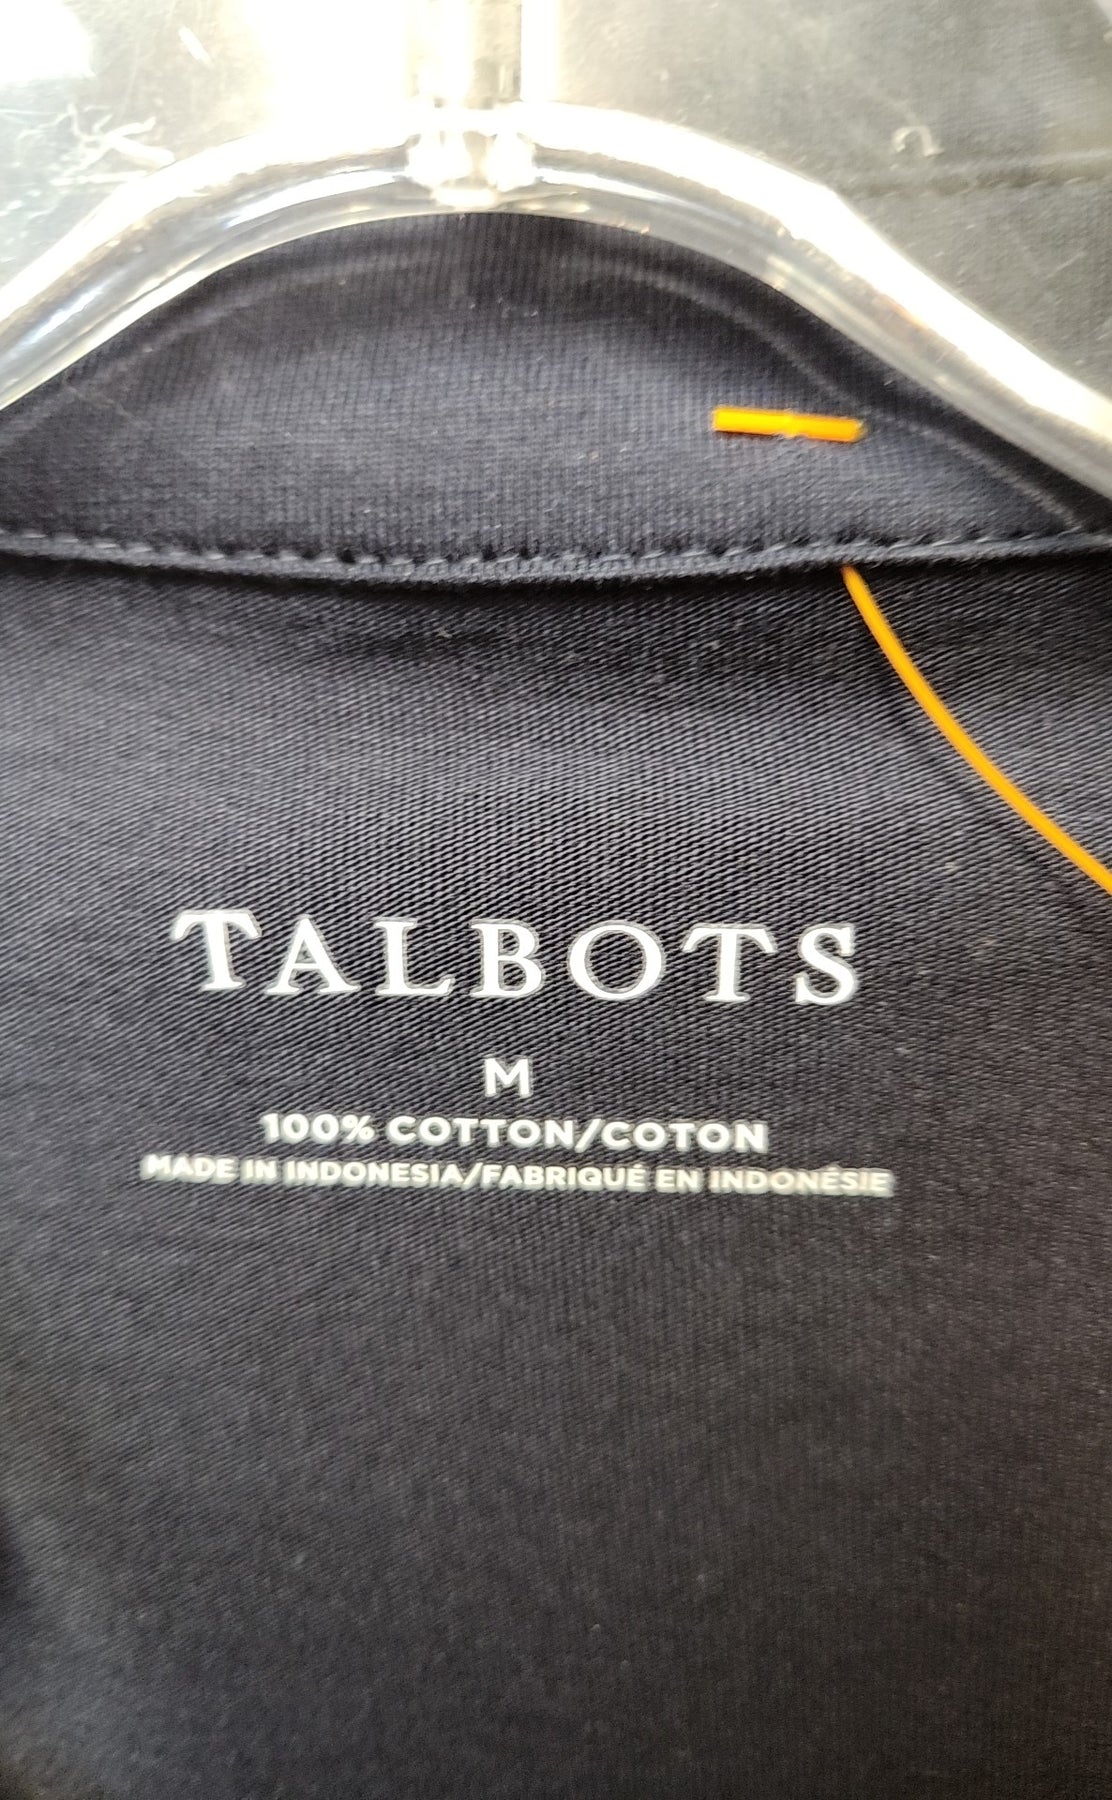 TALBOTS
M
100% COTTON/COTON
MADE IN INDONESIA/FABRIQUÉ EN INDONÉSIE